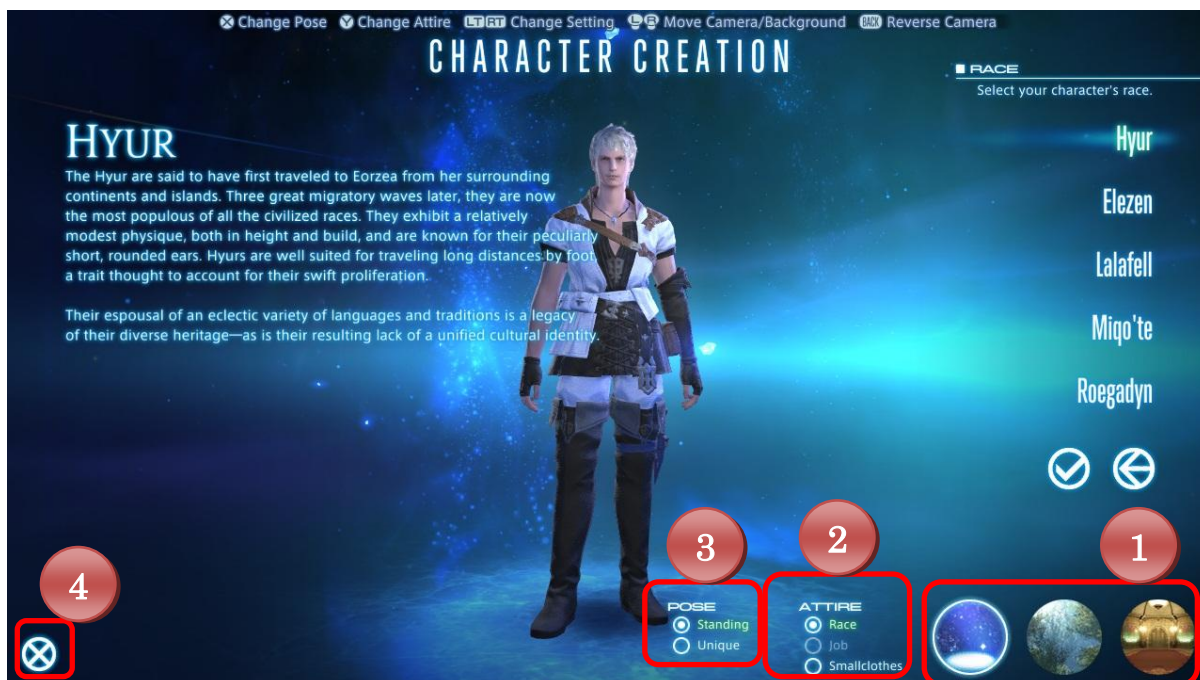 Ⓧ Change Pose Ⓨ Change Attire LT RT Change Setting L R Move Camera/Background BACK Reverse Camera
CHARACTER CREATION
RACE
Select your character's race.
HYUR
The Hyur are said to have first traveled to Eorzea from her surrounding
continents and islands. Three great migratory waves later, they are now
the most populous of all the civilized races. They exhibit a relatively
modest physique, both in height and build, and are known for their peculiarly
short, rounded ears. Hyurs are well suited for traveling long distances by foot,
a trait thought to account for their swift proliferation.
Their espousal of an eclectic variety of languages and traditions is a legacy
of their diverse heritage—as is their resulting lack of a unified cultural identity.
Hyur
Elezen
Lalafell
Miqo'te
Roegadyn
4
3
2
1
POSE
Standing
Unique
ATTIRE
Race
Job
Smallclothes